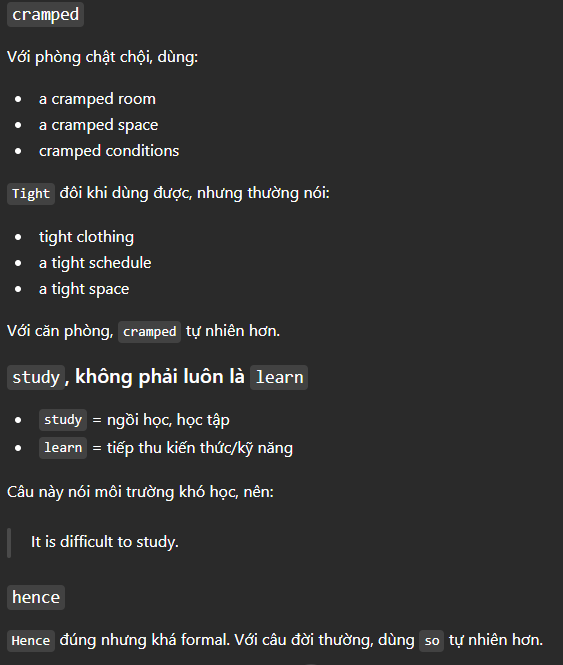 cramped
Với phòng chật chội, dùng:
• a cramped room
• a cramped space
• cramped conditions
Tight đôi khi dùng được, nhưng thường nói:
• tight clothing
• a tight schedule
• a tight space
Với căn phòng, cramped tự nhiên hơn.
study, không phải luôn là learn
• study = ngồi học, học tập
• learn = tiếp thu kiến thức/kỹ năng
Câu này nói môi trường khó học, nên:
It is difficult to study.
hence
Hence đúng nhưng khá formal. Với câu đời thường, dùng so tự nhiên hơn.